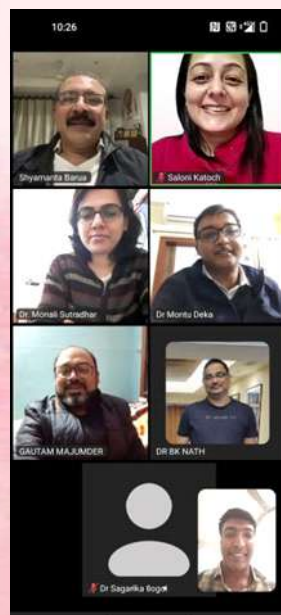 10:26
Shyamanta Barua
Saloni Katoch
Dr. Monali Sutradhar
Dr Montu Deka
GAUTAM MAJUMDER
DR BK NATH
Dr Sagarika Bogoi